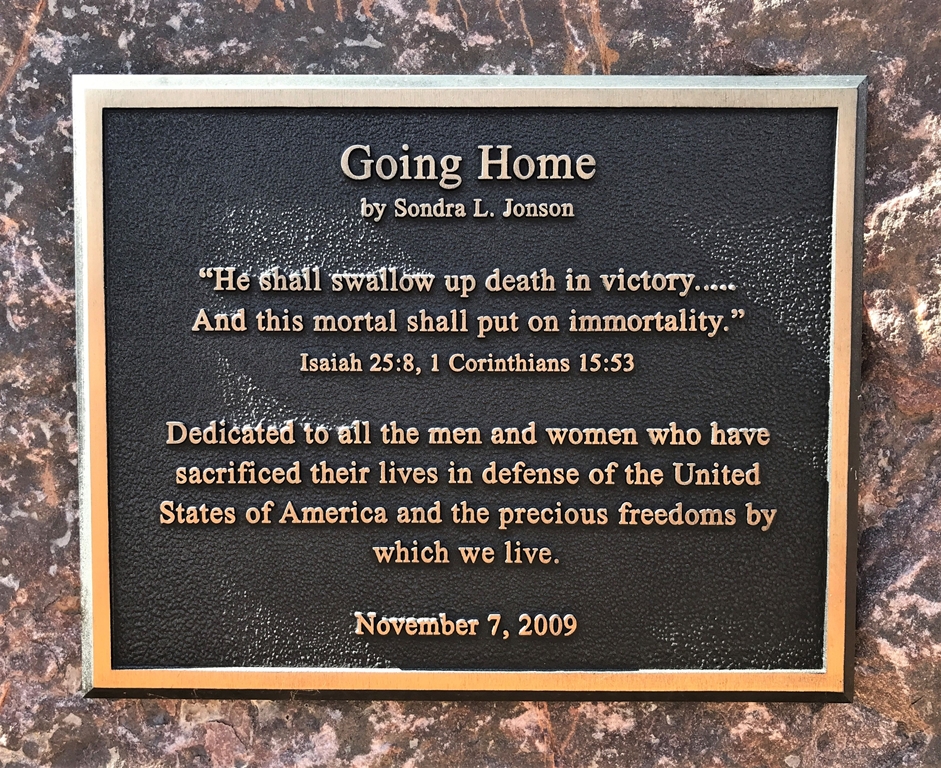 Going Home
by Sondra L. Jonson
“He shall swallow up death in victory.....
And this mortal shall put on immortality.”
Isaiah 25:8, 1 Corinthians 15:53
Dedicated to all the men and women who have
sacrificed their lives in defense of the United
States of America and the precious freedoms by
which we live.
November 7, 2009